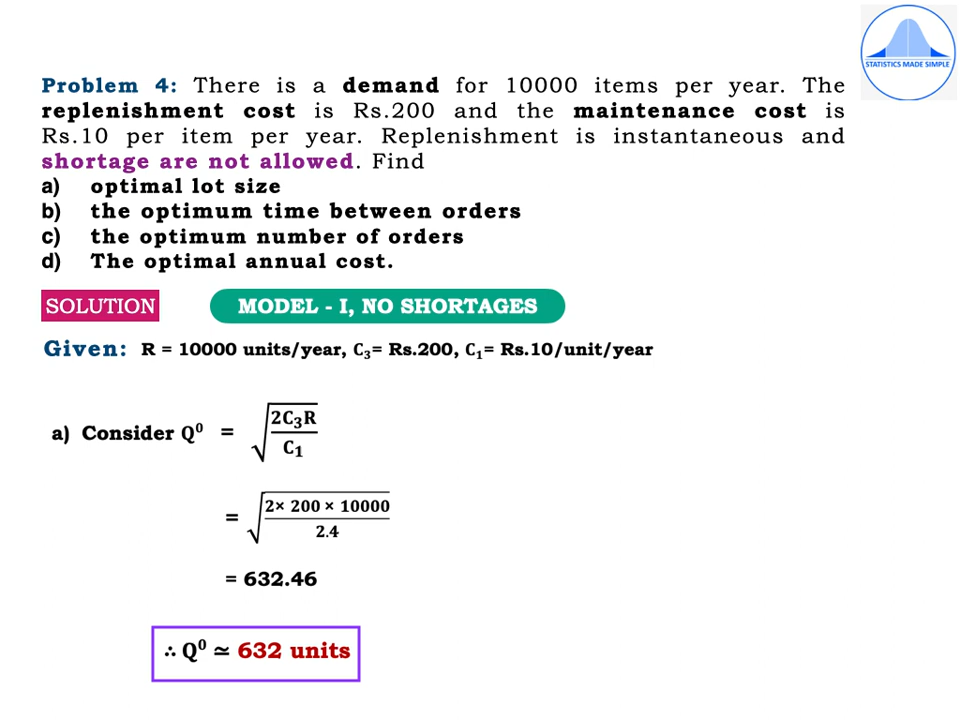 STATISTICS MADE SIMPLE
Problem 4: There is a demand for 10000 items per year. The
replenishment cost is Rs.200 and the maintenance cost is
Rs.10 per item per year. Replenishment is instantaneous and
shortage are not allowed. Find
a) optimal lot size
b) the optimum time between orders
c) the optimum number of orders
d) The optimal annual cost.
SOLUTION MODEL - I, NO SHORTAGES
Given: R = 10000 units/year, C₃= Rs.200, C₁= Rs.10/unit/year
a) Consider Q⁰ = √(2C₃R / C₁)
= √(2× 200 × 10000 / 2.4)
= 632.46
∴ Q⁰ ≃ 632 units